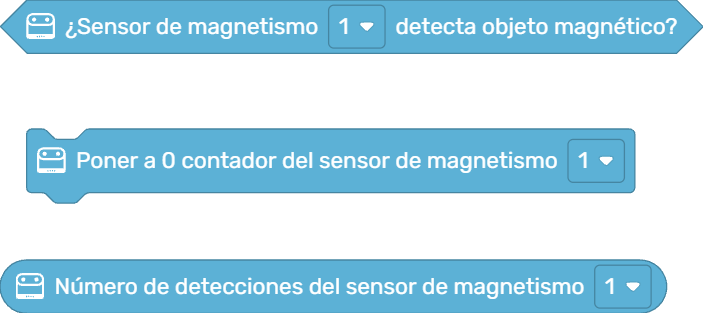 ¿Sensor de magnetismo 1 detecta objeto magnético?
Poner a 0 contador del sensor de magnetismo 1
Número de detecciones del sensor de magnetismo 1